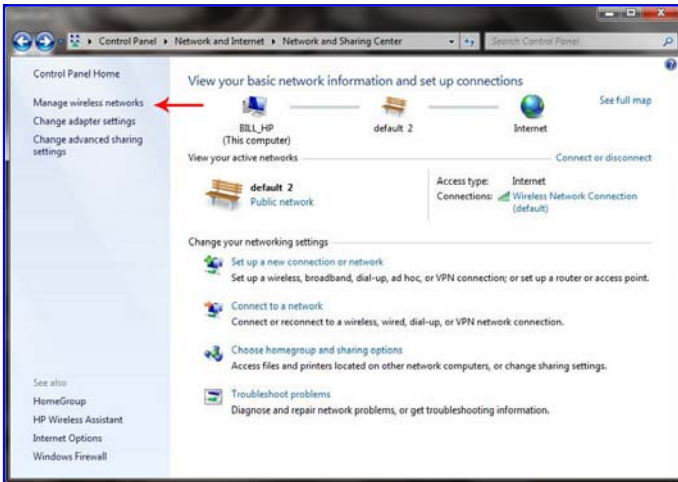 Control Panel ▸ Network and Internet ▸ Network and Sharing Center
Search Control Panel
Control Panel Home
Manage wireless networks
Change adapter settings
Change advanced sharing
settings
See also
HomeGroup
HP Wireless Assistant
Internet Options
Windows Firewall
View your basic network information and set up connections
See full map
BILL_HP
(This computer)
default 2
Internet
View your active networks
Connect or disconnect
default 2
Public network
Access type: Internet
Connections: Wireless Network Connection
(default)
Change your networking settings
Set up a new connection or network
Set up a wireless, broadband, dial-up, ad hoc, or VPN connection; or set up a router or access point.
Connect to a network
Connect or reconnect to a wireless, wired, dial-up, or VPN network connection.
Choose homegroup and sharing options
Access files and printers located on other network computers, or change sharing settings.
Troubleshoot problems
Diagnose and repair network problems, or get troubleshooting information.